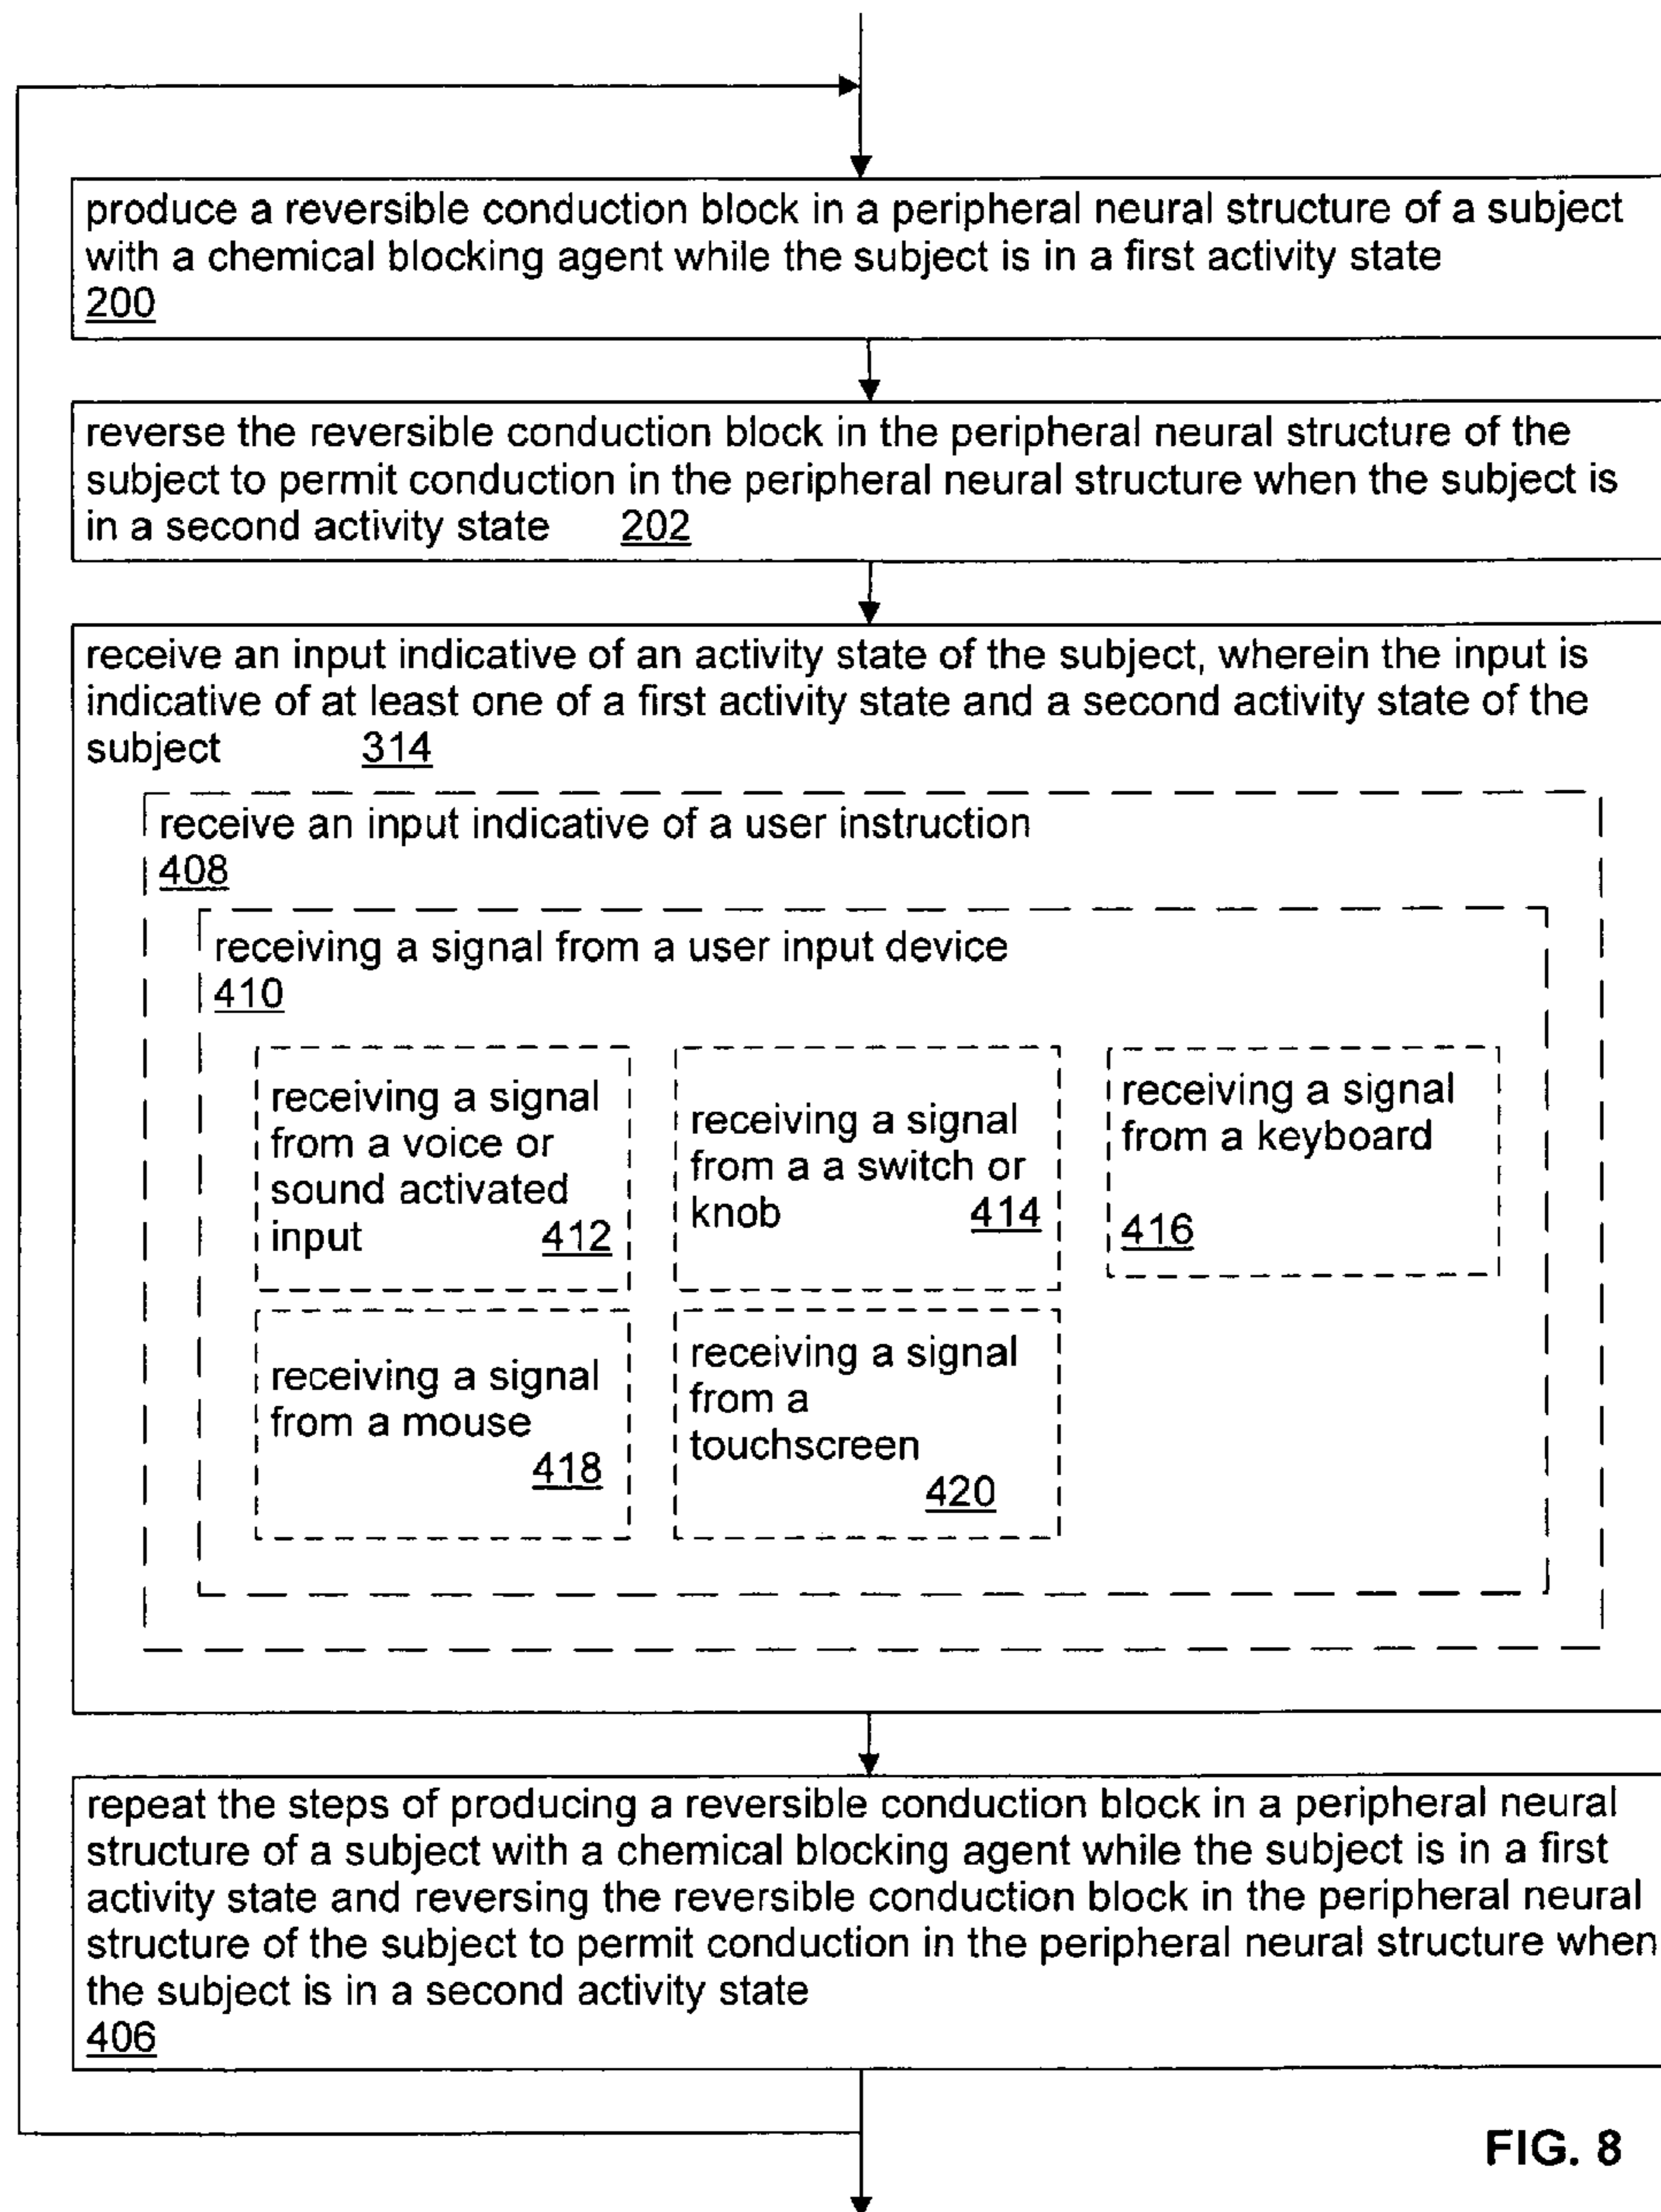 produce a reversible conduction block in a peripheral neural structure of a subject
with a chemical blocking agent while the subject is in a first activity state
200
reverse the reversible conduction block in the peripheral neural structure of the
subject to permit conduction in the peripheral neural structure when the subject is
in a second activity state 202
receive an input indicative of an activity state of the subject, wherein the input is
indicative of at least one of a first activity state and a second activity state of the
subject 314
receive an input indicative of a user instruction
408
receiving a signal from a user input device
410
receiving a signal
from a voice or
sound activated
input 412
receiving a signal
from a a switch or
knob 414
receiving a signal
from a keyboard
416
receiving a signal
from a mouse
418
receiving a signal
from a
touchscreen
420
repeat the steps of producing a reversible conduction block in a peripheral neural
structure of a subject with a chemical blocking agent while the subject is in a first
activity state and reversing the reversible conduction block in the peripheral neural
structure of the subject to permit conduction in the peripheral neural structure when
the subject is in a second activity state
406
FIG. 8